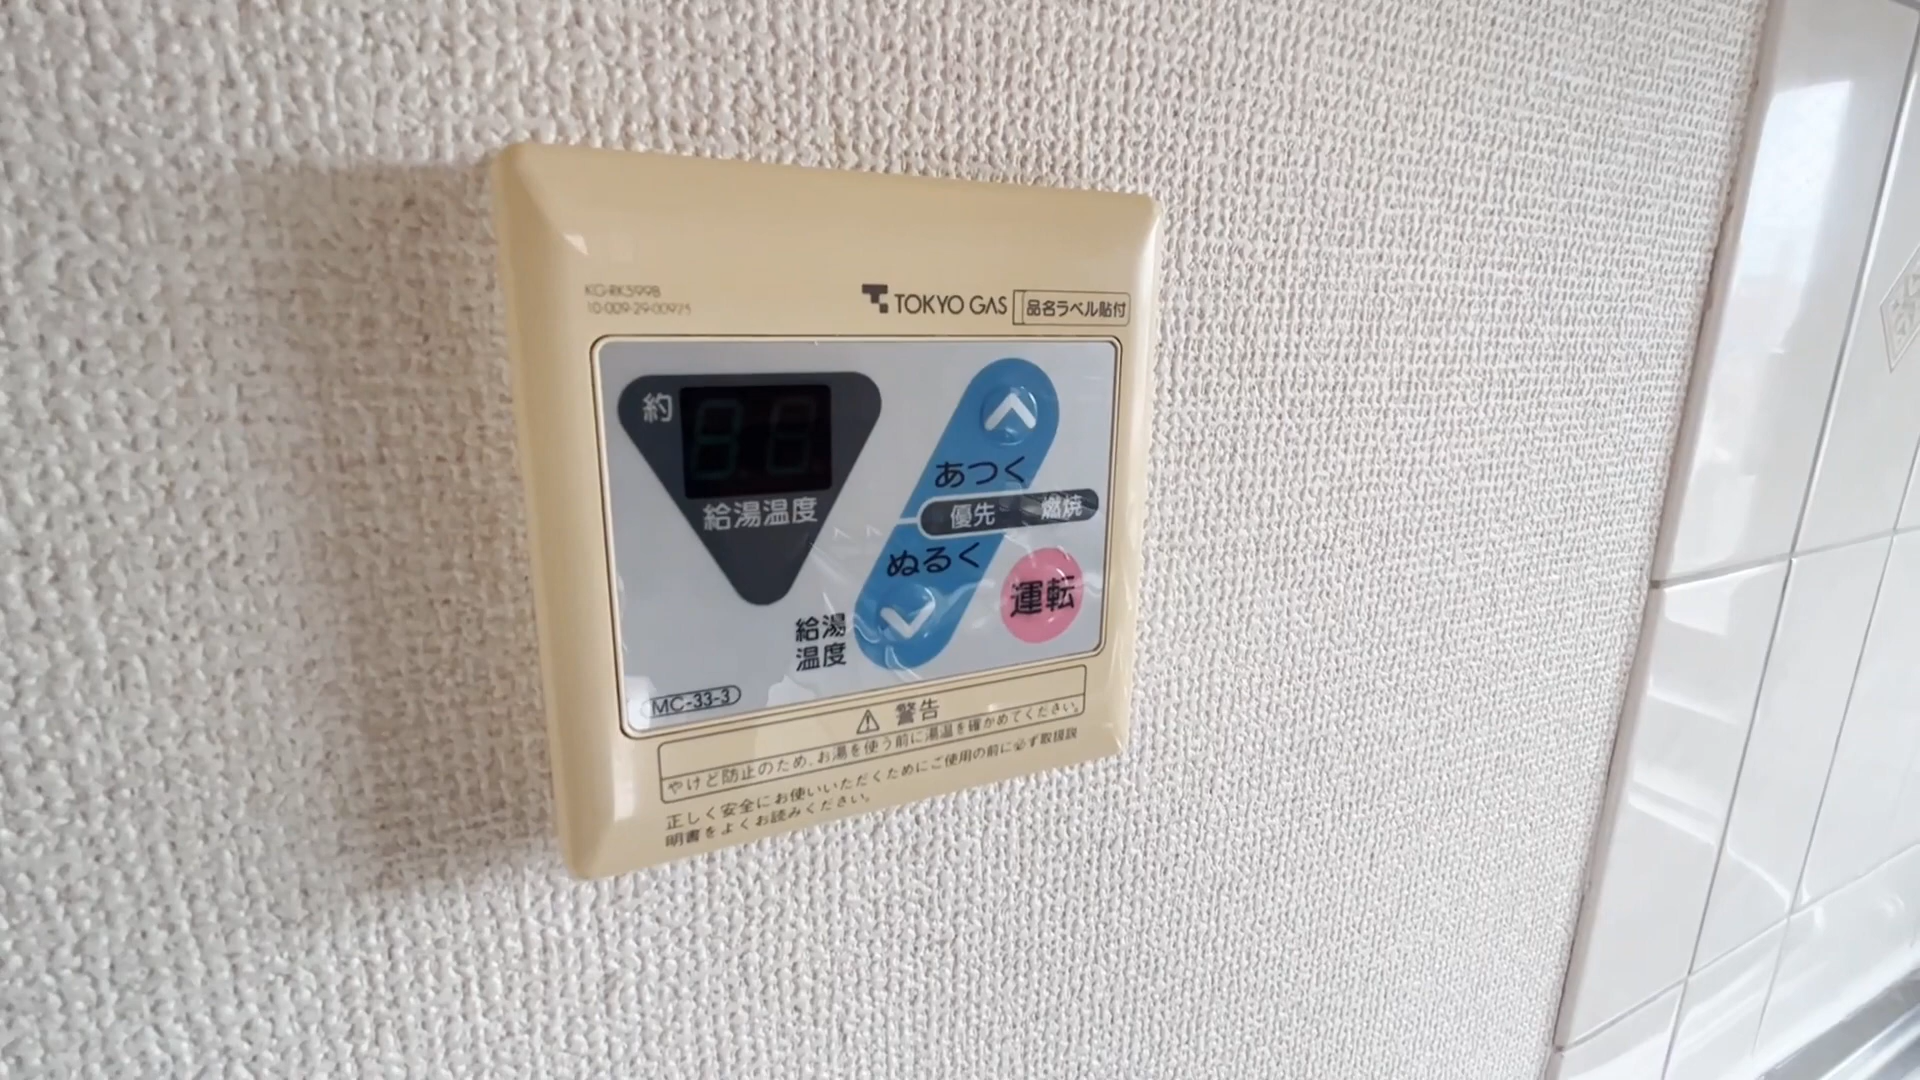 KG-RK599B
10-009-29-00925
TOKYO GAS
品名ラベル貼付
約
給湯温度
あつく
優先 燃焼
ぬるく
運転
給湯
温度
MC-33-3
警告
やけど防止のため、お湯を使う前に湯温を確かめてください。
正しく安全にお使いいただくためにご使用の前に必ず取扱説
明書をよくお読みください。